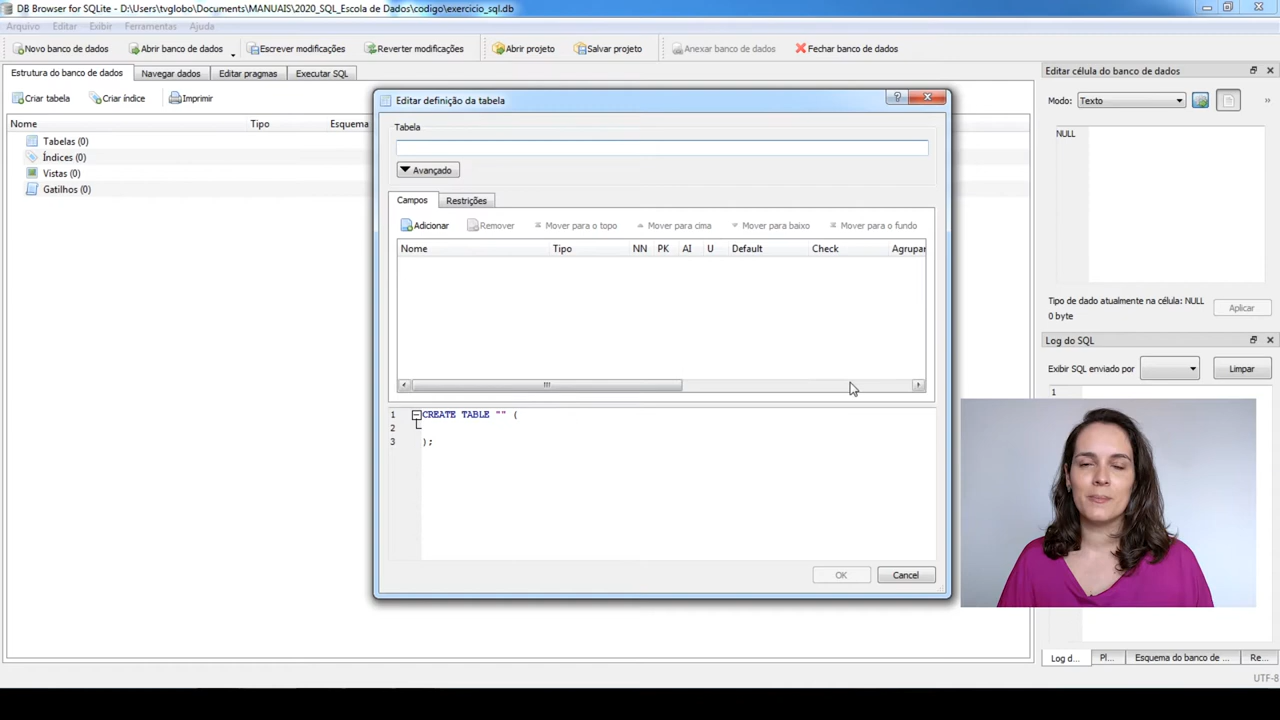 DB Browser for SQLite - D:\Users\tvglobo\Documents\MANUAIS\2020_SQL_Escola de Dados\codigo\exercicio_sql.db
Arquivo Editar Exibir Ferramentas Ajuda
Novo banco de dados Abrir banco de dados Escrever modificações Reverter modificações Abrir projeto Salvar projeto Anexar banco de dados Fechar banco de dados
Estrutura do banco de dados Navegar dados Editar pragmas Executar SQL
Criar tabela Criar índice Imprimir
Nome Tipo Esquema
Tabelas (0)
Índices (0)
Vistas (0)
Gatilhos (0)
Editar definição da tabela
Tabela
Avançado
Campos Restrições
Adicionar Remover Mover para o topo Mover para cima Mover para baixo Mover para o fundo
Nome Tipo NN PK AI U Default Check Agrupar
1 CREATE TABLE "" (
2
3 );
OK Cancel
Editar célula do banco de dados
Modo: Texto »
NULL
Tipo de dado atualmente na célula: NULL
0 byte
Aplicar
Log do SQL
Exibir SQL enviado por Limpar
1
Log d... Pl... Esquema do banco de ... Re...
UTF-8